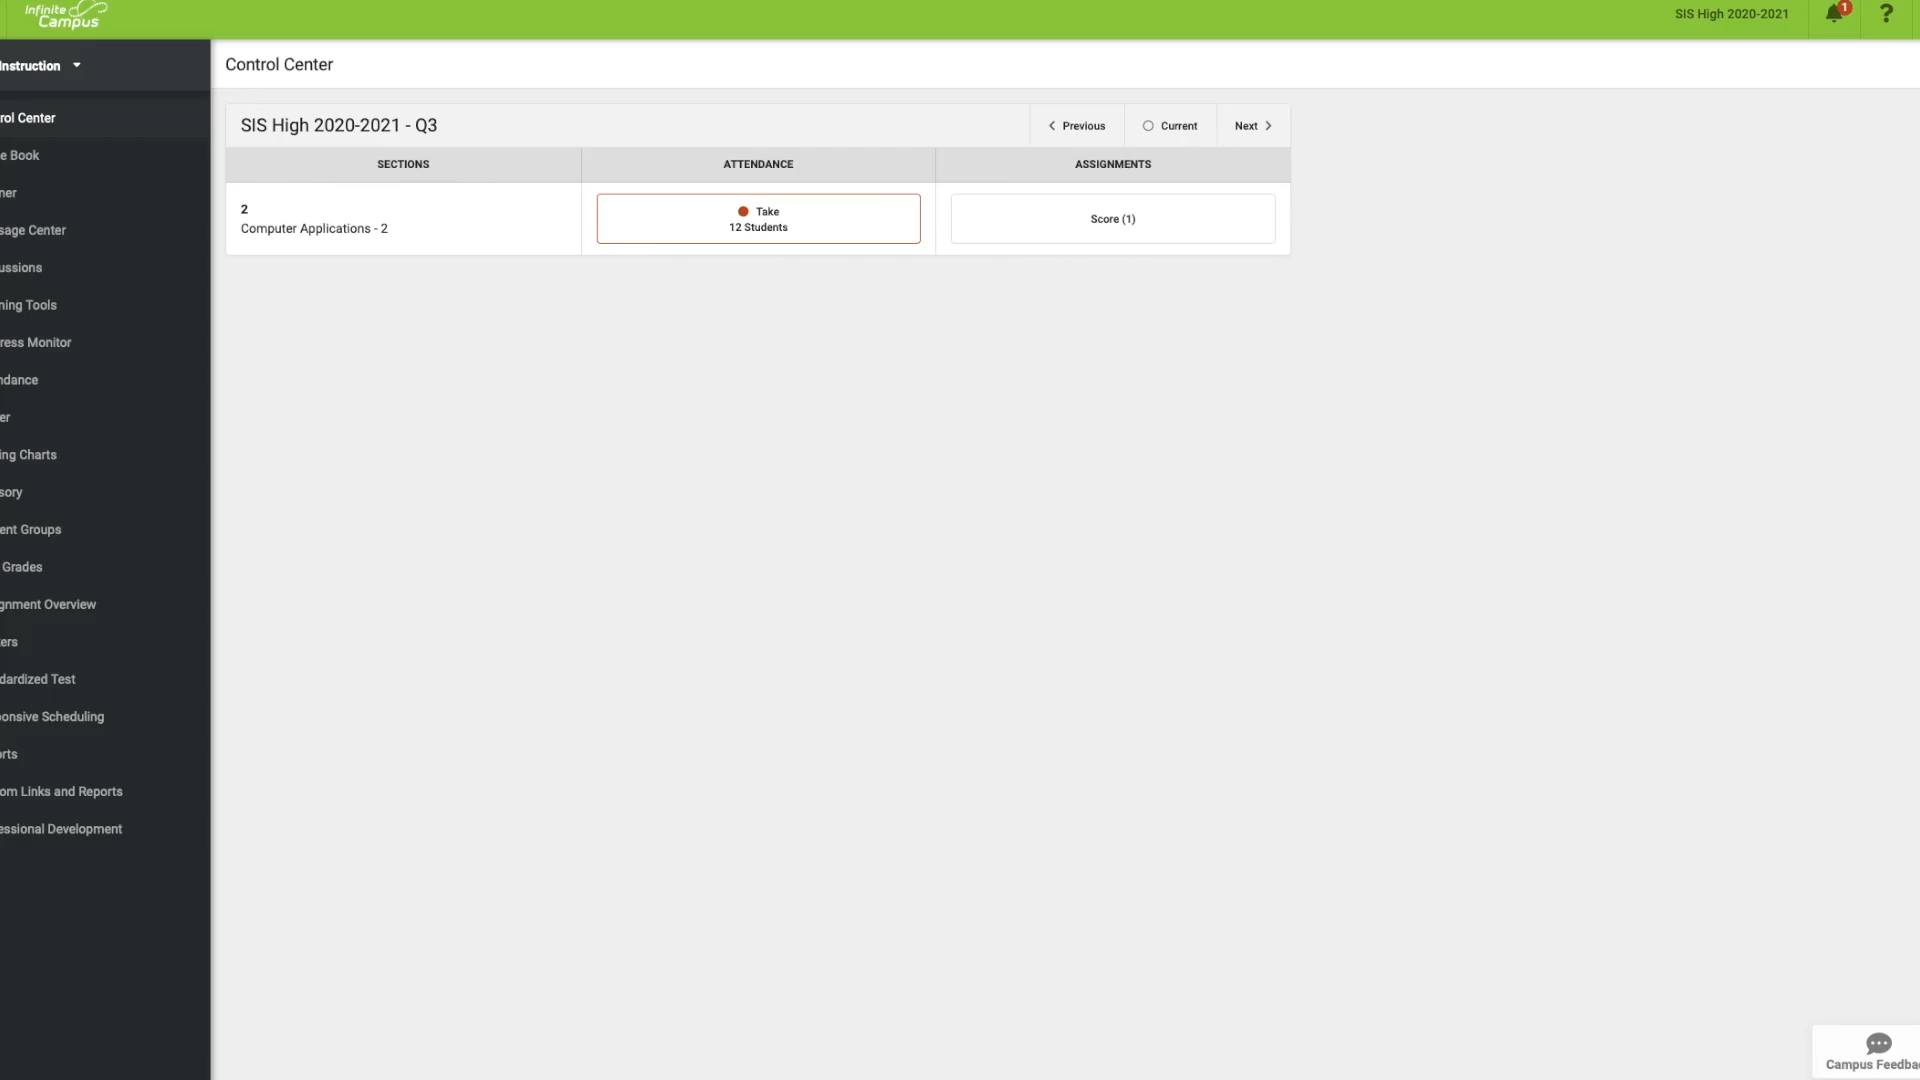 Infinite Campus
SIS High 2020-2021
1
?
Instruction
rol Center
e Book
ner
sage Center
ussions
ning Tools
ress Monitor
ndance
er
ing Charts
sory
ent Groups
Grades
gnment Overview
ers
dardized Test
onsive Scheduling
orts
om Links and Reports
essional Development
Control Center
SIS High 2020-2021 - Q3
Previous
Current
Next
SECTIONS
ATTENDANCE
ASSIGNMENTS
2
Computer Applications - 2
Take
12 Students
Score (1)
Campus Feedba